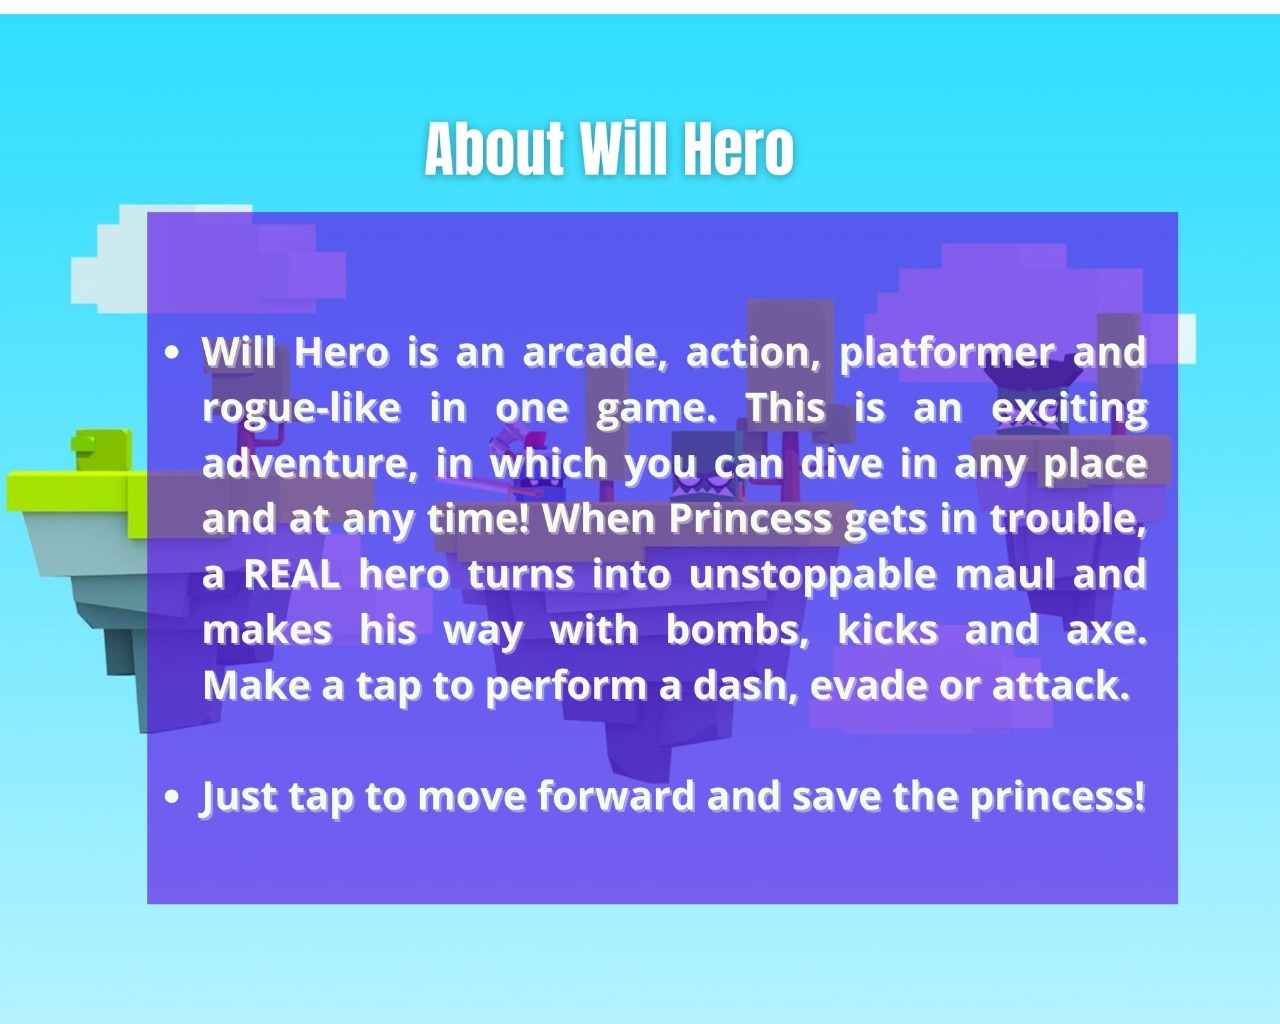 About Will Hero
• Will Hero is an arcade, action, platformer and
rogue-like in one game. This is an exciting
adventure, in which you can dive in any place
and at any time! When Princess gets in trouble,
a REAL hero turns into unstoppable maul and
makes his way with bombs, kicks and axe.
Make a tap to perform a dash, evade or attack.
• Just tap to move forward and save the princess!